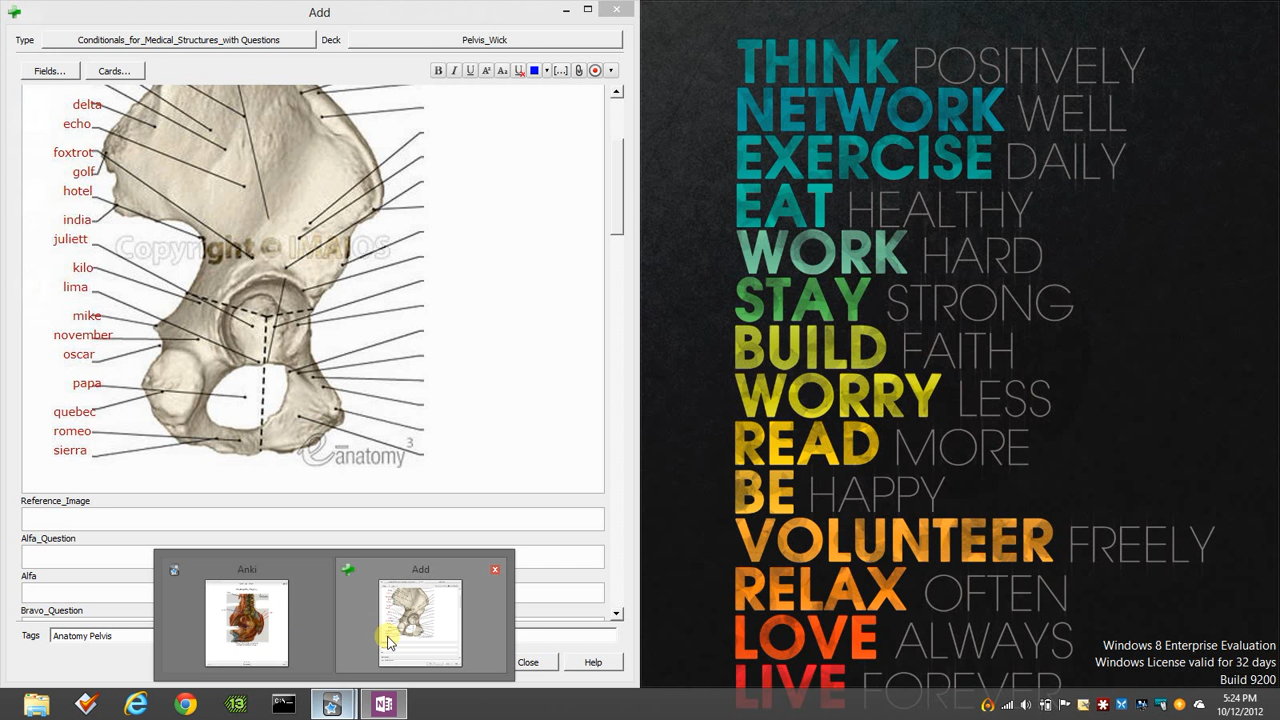 Add
Type Conditionals_for_Medical_Structures_with Questions Deck Pelvis_Wick
Fields... Cards... B I U A² A₂ U [...]
delta
echo
foxtrot
golf
hotel
india
juliett
Copyright © IMAIOS
kilo
lima
mike
november
oscar
papa
quebec
romeo
sierra
e anatomy 3
Reference_Image
Alfa_Question
Alfa
Bravo_Question
Tags Anatomy Pelvis
Close Help
Anki Add
THINK POSITIVELY
NETWORK WELL
EXERCISE DAILY
EAT HEALTHY
WORK HARD
STAY STRONG
BUILD FAITH
WORRY LESS
READ MORE
BE HAPPY
VOLUNTEER FREELY
RELAX OFTEN
LOVE ALWAYS
LIVE FOREVER
Windows 8 Enterprise Evaluation
Windows License valid for 32 days
Build 9200
5:24 PM
10/12/2012